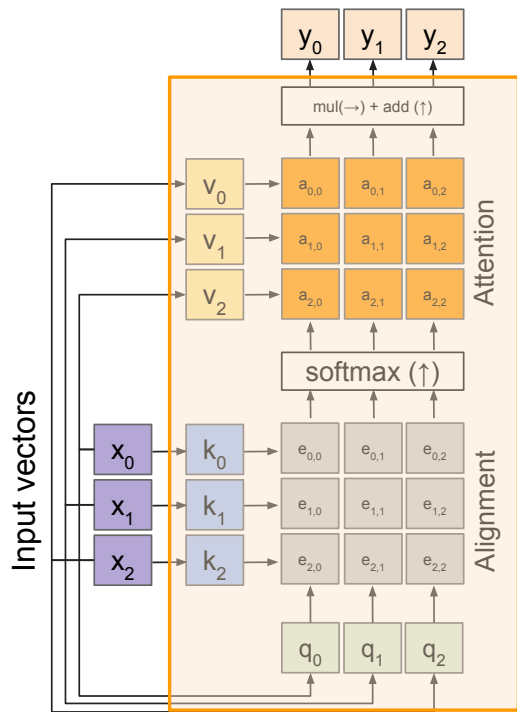 y0 y1 y2
mul(→) + add (↑)
v0 a0,0 a0,1 a0,2
v1 a1,0 a1,1 a1,2
v2 a2,0 a2,1 a2,2
Attention
softmax (↑)
Input vectors
x0 k0 e0,0 e0,1 e0,2
x1 k1 e1,0 e1,1 e1,2
x2 k2 e2,0 e2,1 e2,2
Alignment
q0 q1 q2